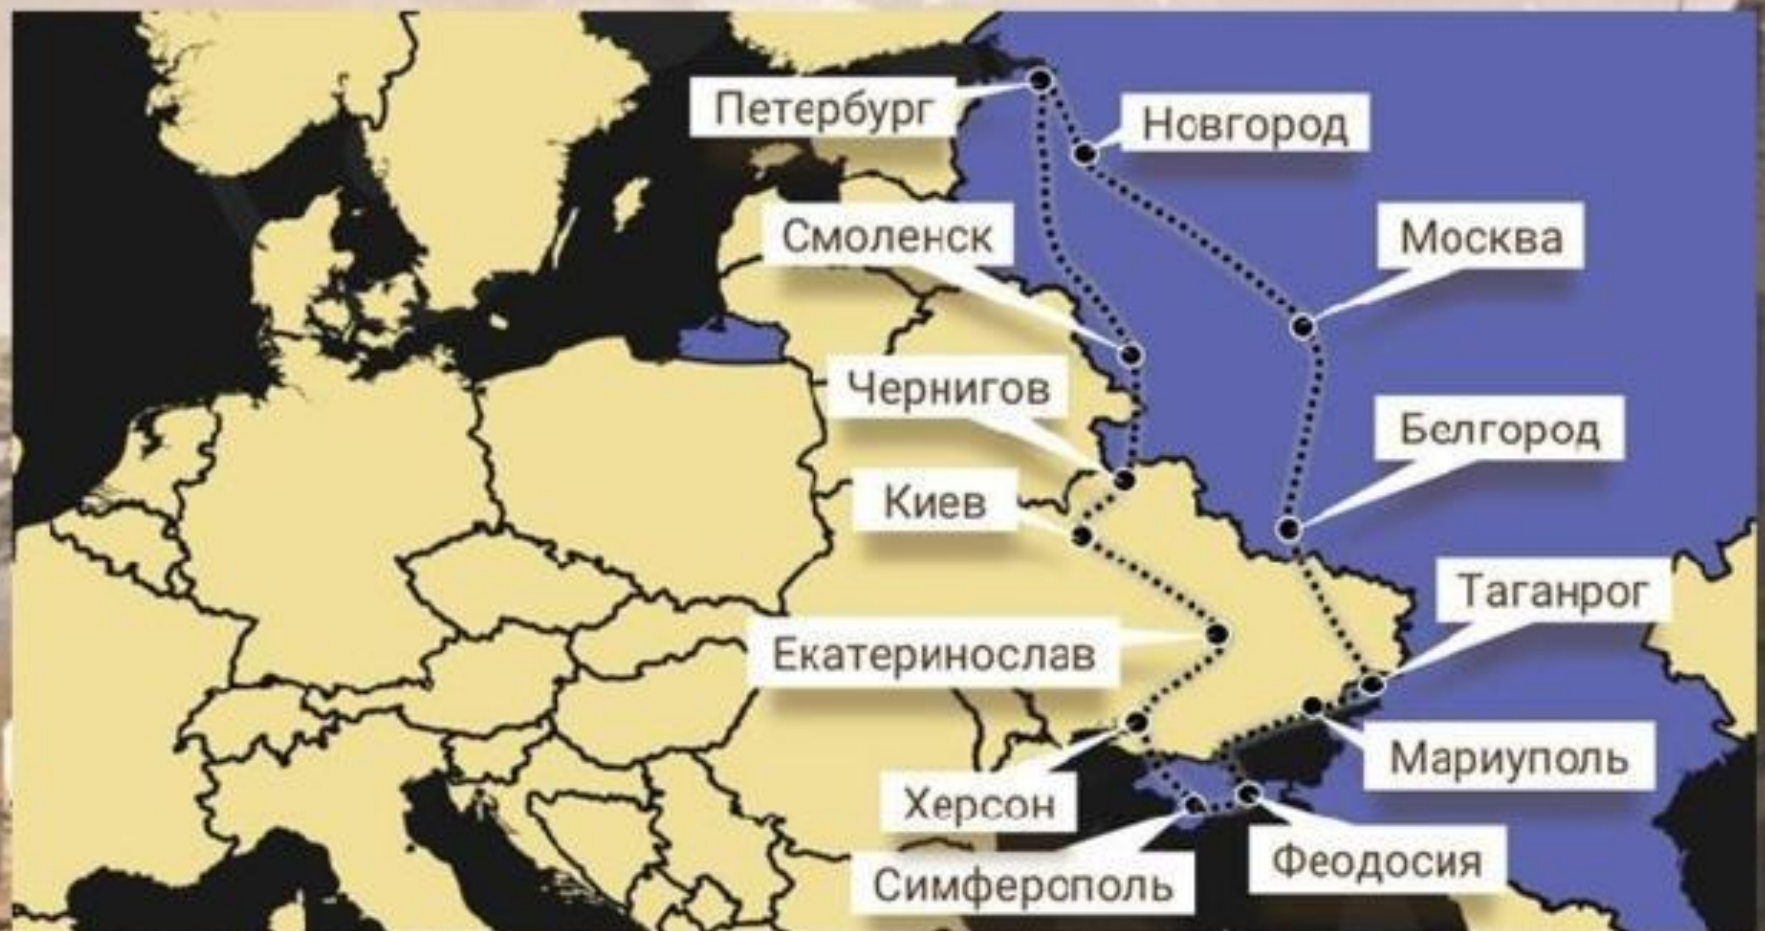 Петербург
Новгород
Смоленск
Москва
Чернигов
Белгород
Киев
Таганрог
Екатеринослав
Мариуполь
Херсон
Феодосия
Симферополь